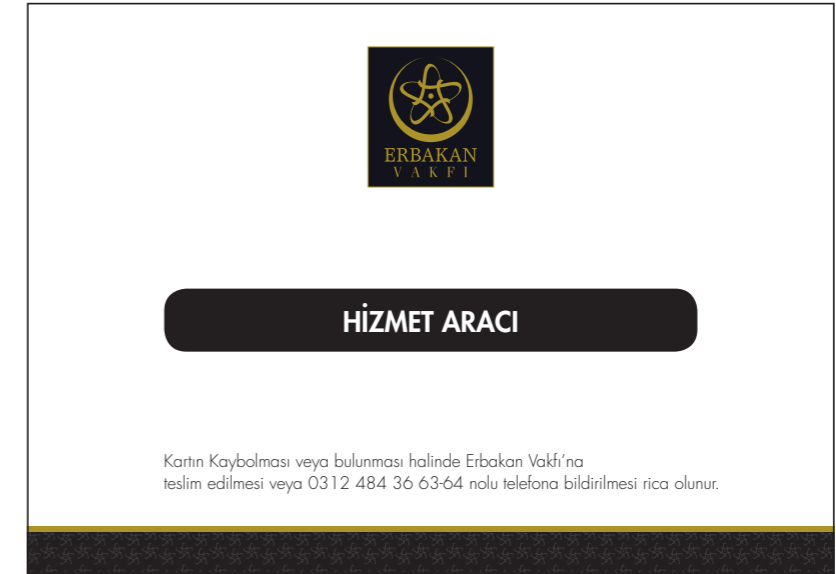 ERBAKAN
VAKFI
HİZMET ARACI
Kartın Kaybolması veya bulunması halinde Erbakan Vakfı’na
teslim edilmesi veya 0312 484 36 63-64 nolu telefona bildirilmesi rica olunur.